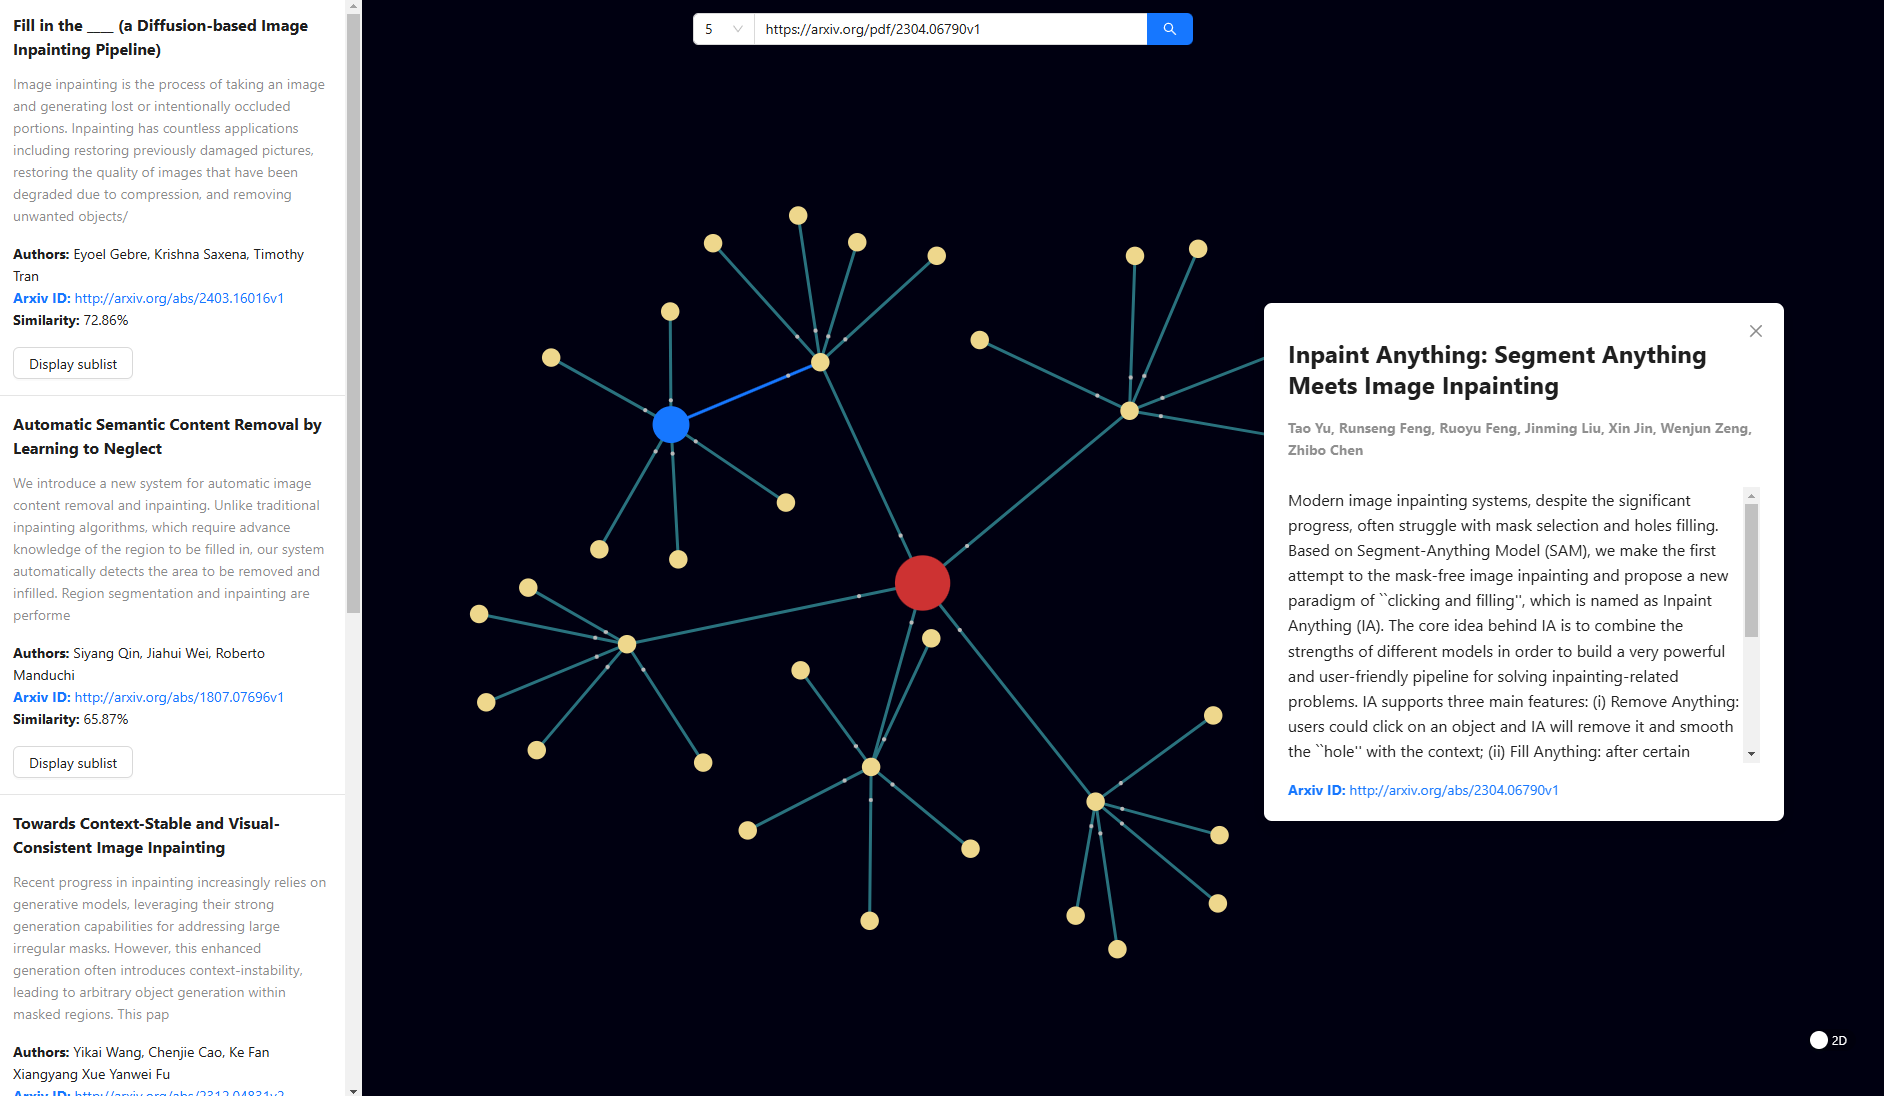 Fill in the ____ (a Diffusion-based Image
Inpainting Pipeline)
Image inpainting is the process of taking an image
and generating lost or intentionally occluded
portions. Inpainting has countless applications
including restoring previously damaged pictures,
restoring the quality of images that have been
degraded due to compression, and removing
unwanted objects/
Authors: Eyoel Gebre, Krishna Saxena, Timothy
Tran
Arxiv ID: http://arxiv.org/abs/2403.16016v1
Similarity: 72.86%
Display sublist
Automatic Semantic Content Removal by
Learning to Neglect
We introduce a new system for automatic image
content removal and inpainting. Unlike traditional
inpainting algorithms, which require advance
knowledge of the region to be filled in, our system
automatically detects the area to be removed and
infilled. Region segmentation and inpainting are
performe
Authors: Siyang Qin, Jiahui Wei, Roberto
Manduchi
Arxiv ID: http://arxiv.org/abs/1807.07696v1
Similarity: 65.87%
Display sublist
Towards Context-Stable and Visual-
Consistent Image Inpainting
Recent progress in inpainting increasingly relies on
generative models, leveraging their strong
generation capabilities for addressing large
irregular masks. However, this enhanced
generation often introduces context-instability,
leading to arbitrary object generation within
masked regions. This pap
Authors: Yikai Wang, Chenjie Cao, Ke Fan
Xiangyang Xue Yanwei Fu
Arxiv ID: http://arxiv.org/abs/2312.04831v2
5
https://arxiv.org/pdf/2304.06790v1
Inpaint Anything: Segment Anything
Meets Image Inpainting
Tao Yu, Runseng Feng, Ruoyu Feng, Jinming Liu, Xin Jin, Wenjun Zeng,
Zhibo Chen
Modern image inpainting systems, despite the significant
progress, often struggle with mask selection and holes filling.
Based on Segment-Anything Model (SAM), we make the first
attempt to the mask-free image inpainting and propose a new
paradigm of ``clicking and filling'', which is named as Inpaint
Anything (IA). The core idea behind IA is to combine the
strengths of different models in order to build a very powerful
and user-friendly pipeline for solving inpainting-related
problems. IA supports three main features: (i) Remove Anything:
users could click on an object and IA will remove it and smooth
the ``hole'' with the context; (ii) Fill Anything: after certain
Arxiv ID: http://arxiv.org/abs/2304.06790v1
2D